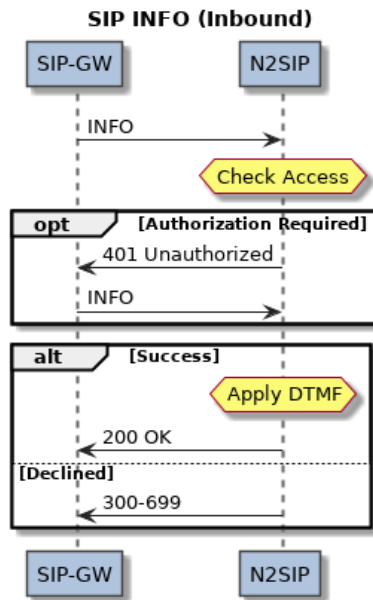 SIP INFO (Inbound)
SIP-GW N2SIP
INFO
Check Access
opt [Authorization Required]
401 Unauthorized
INFO
alt [Success]
Apply DTMF
200 OK
[Declined]
300-699
SIP-GW N2SIP